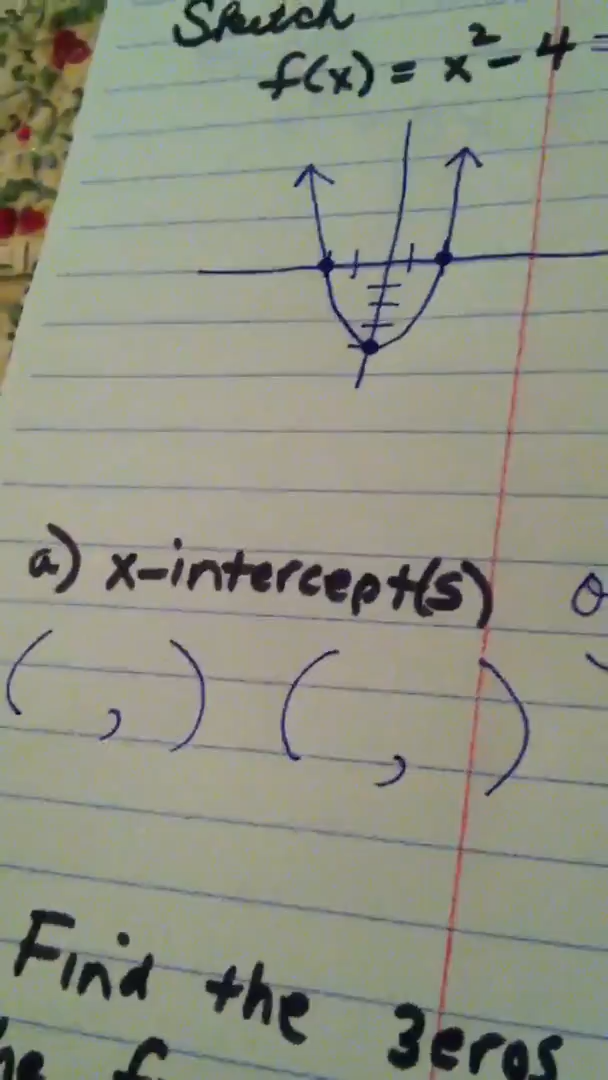 Sketch
f(x) = x² - 4 =
a) x-intercept(s)
( , ) ( , )
Find the zeros
f